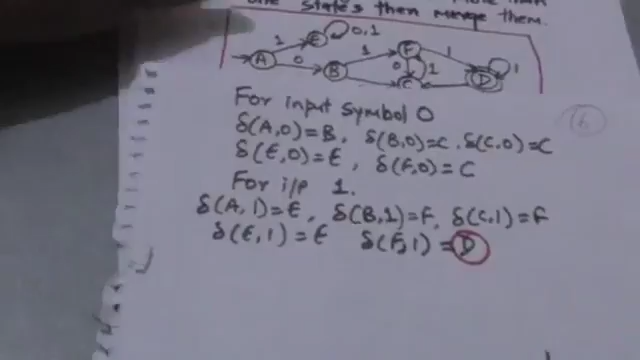 one states then merge them.
1 E 0,1
A 0 B 1 F 1 D 1
0 1
C
For input symbol 0
δ(A,0)=B, δ(B,0)=C, δ(C,0)=C
δ(E,0)=E, δ(F,0)=C
For i/p 1.
δ(A,1)=E, δ(B,1)=F, δ(C,1)=F
δ(E,1)=E δ(F,1)=D